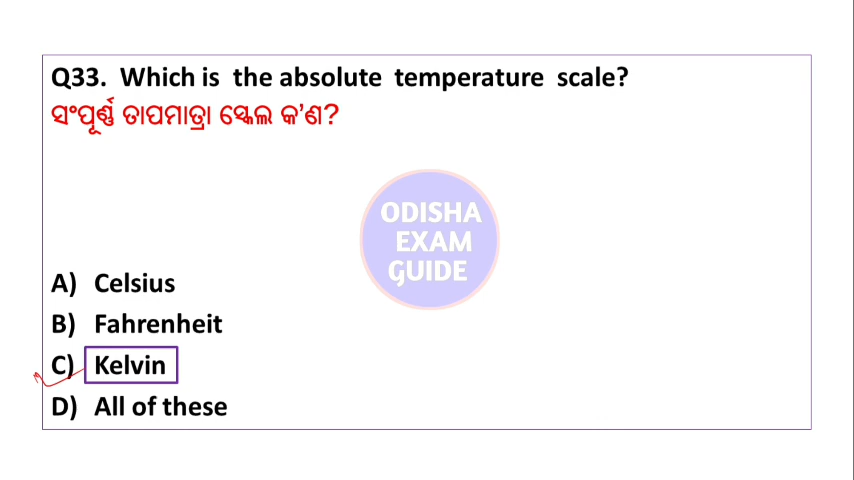 Q33. Which is the absolute temperature scale?
ସଂପୂର୍ଣ୍ଣ ତାପମାତ୍ରା ସ୍କେଲ କ'ଣ?
ODISHA
EXAM
GUIDE
A) Celsius
B) Fahrenheit
C) Kelvin
D) All of these